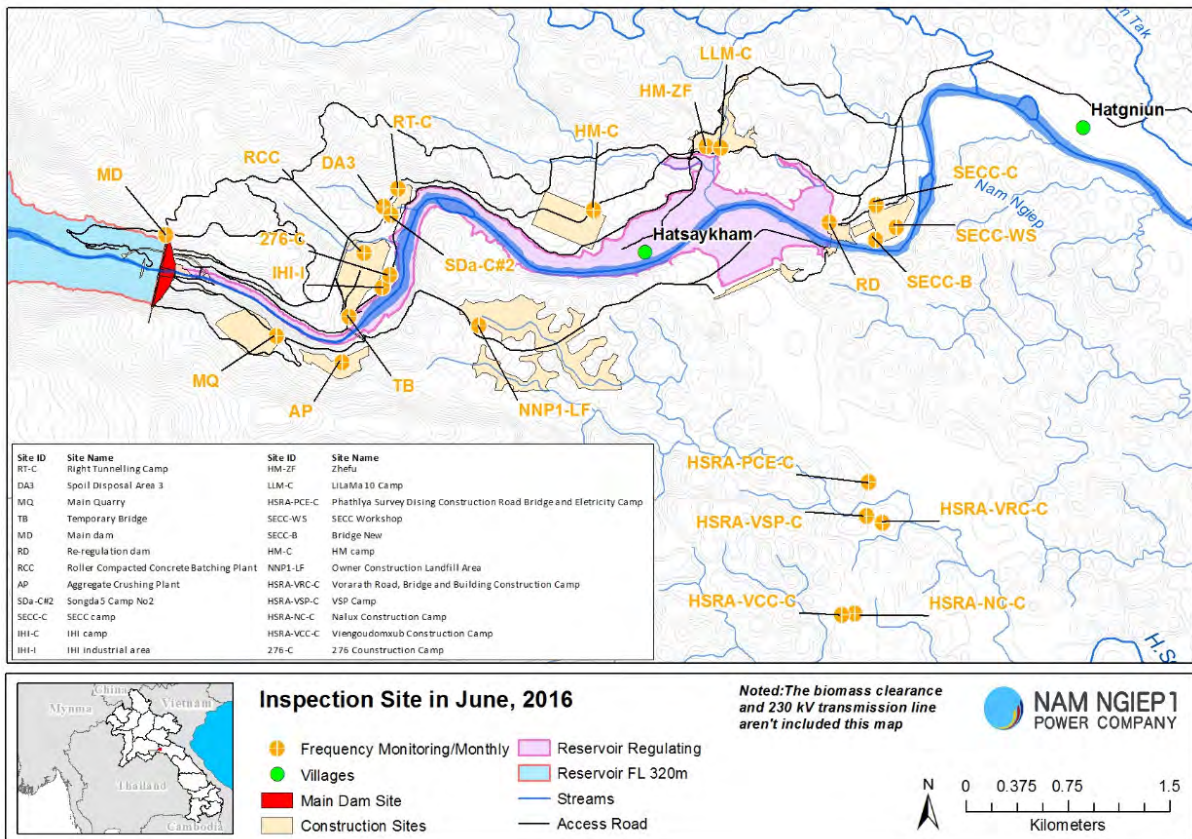 n Tak
LLM-C
HM-ZF
Hatgniun
RT-C
HM-C
RCC
DA3
SECC-C
MD
Nam Ngiep
276-C
SDa-C#2
Hatsaykham
SECC-WS
IHI-I
RD
SECC-B
MQ
TB
AP
NNP1-LF
HSRA-PCE-C
HSRA-VSP-C
HSRA-VRC-C
HSRA-VCC-C
HSRA-NC-C
Site ID Site Name Site ID Site Name
RT-C Right Tunnelling Camp HM-ZF Zhefu
DA3 Spoil Disposal Area 3 LLM-C LiLaMa 10 Camp
MQ Main Quarry HSRA-PCE-C Phathlya Survey Dising Construction Road Bridge and Eletricity Camp
TB Temporary Bridge SECC-WS SECC Workshop
MD Main dam SECC-B Bridge New
RD Re-regulation dam HM-C HM camp
RCC Roller Compacted Concrete Batching Plant NNP1-LF Owner Construction Landfill Area
AP Aggregate Crushing Plant HSRA-VRC-C Vorarath Road, Bridge and Building Construction Camp
SDa-C#2 Songda5 Camp No2 HSRA-VSP-C VSP Camp
SECC-C SECC camp HSRA-NC-C Nalux Construction Camp
IHI-C IHI camp HSRA-VCC-C Viengoudomxub Construction Camp
IHI-I IHI industrial area 276-C 276 Counstruction Camp
China
Mynma
Vietnam
Thailand
Cambodia
Inspection Site in June, 2016
Frequency Monitoring/Monthly
Villages
Main Dam Site
Construction Sites
Reservoir Regulating
Reservoir FL 320m
Streams
Access Road
Noted:The biomass clearance
and 230 kV transmission line
aren't included this map
NAM NGIEP 1
POWER COMPANY
N
0 0.375 0.75 1.5
Kilometers